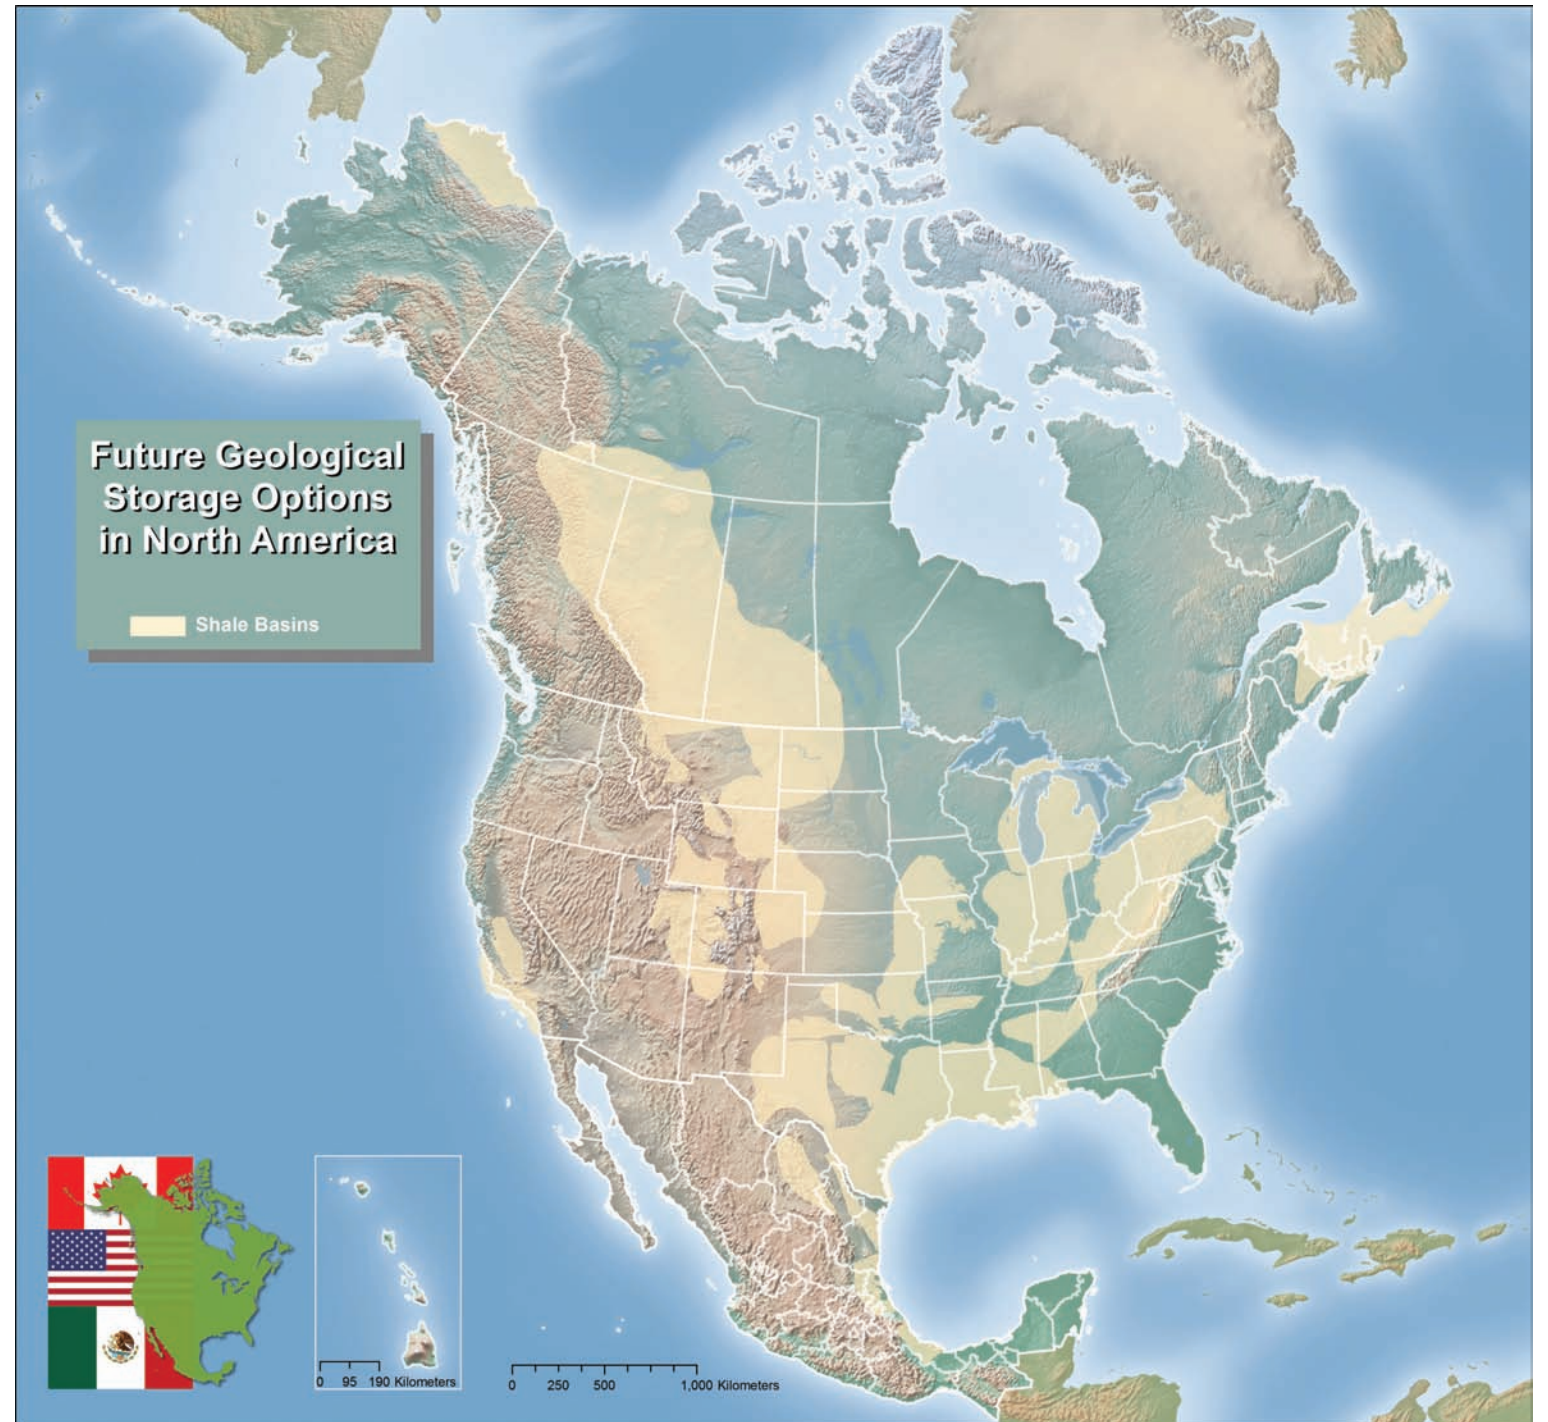 Future Geological
Storage Options
in North America
Shale Basins
0 95 190 Kilometers
0 250 500 1,000 Kilometers